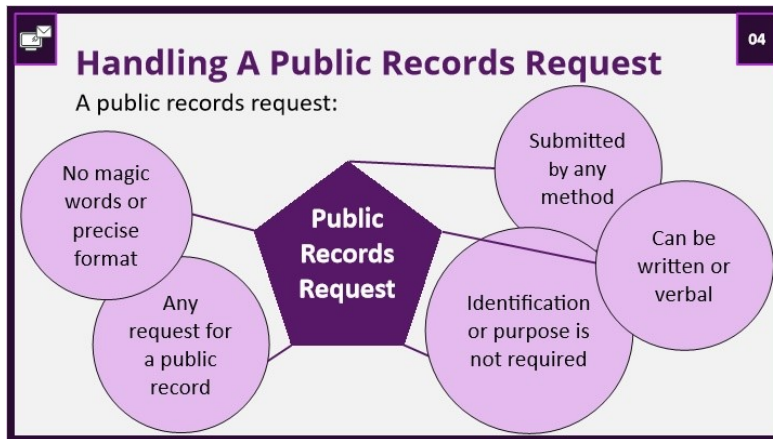 04
Handling A Public Records Request
A public records request:
No magic
words or
precise
format
Any
request for
a public
record
Public
Records
Request
Submitted
by any
method
Can be
written or
verbal
Identification
or purpose is
not required